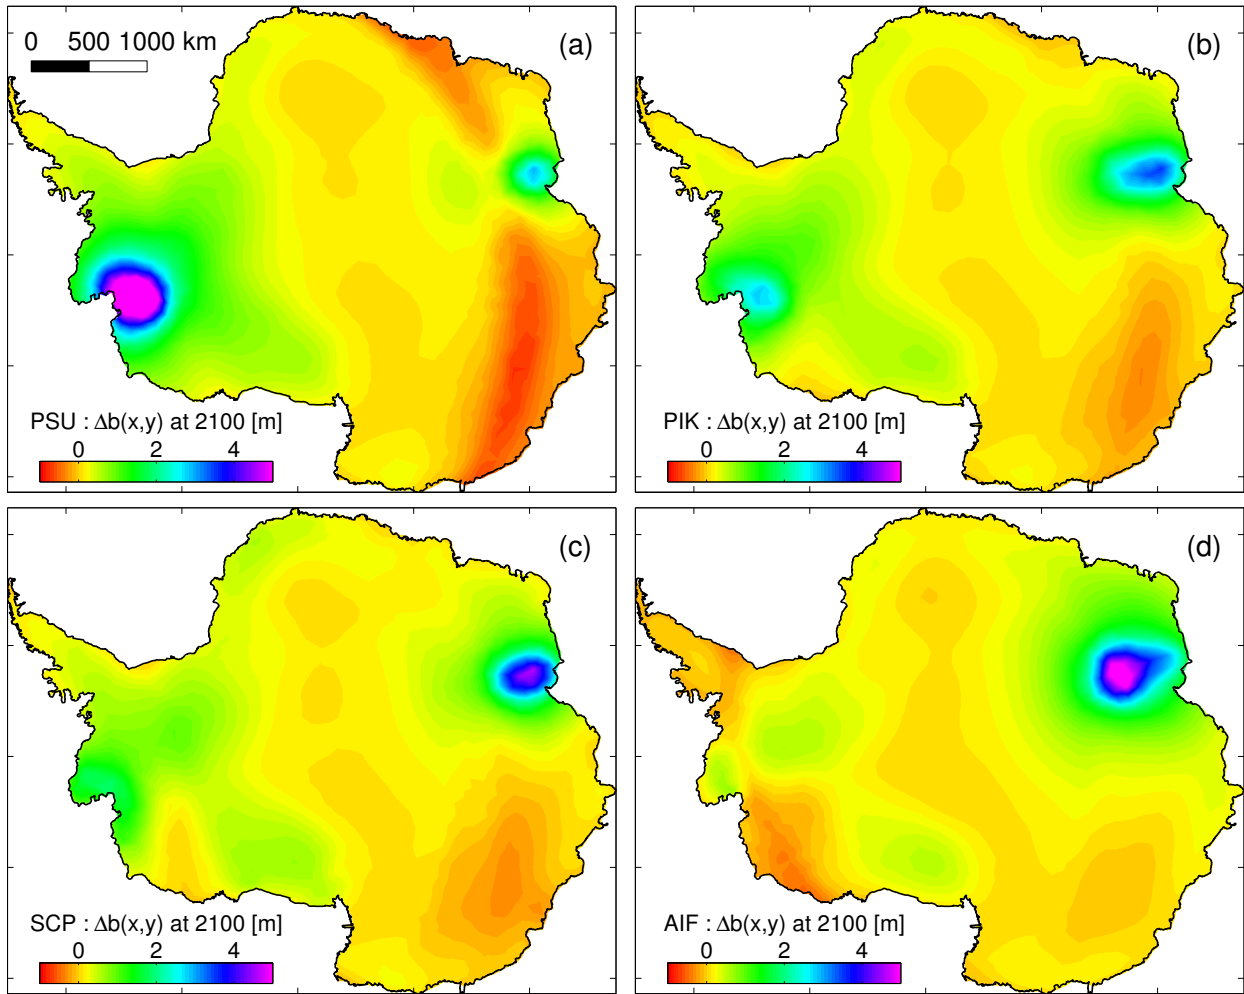 (a)
0 500 1000 km
PSU : Δb(x,y) at 2100 [m]
0 2 4
(b)
PIK : Δb(x,y) at 2100 [m]
0 2 4
(c)
SCP : Δb(x,y) at 2100 [m]
0 2 4
(d)
AIF : Δb(x,y) at 2100 [m]
0 2 4